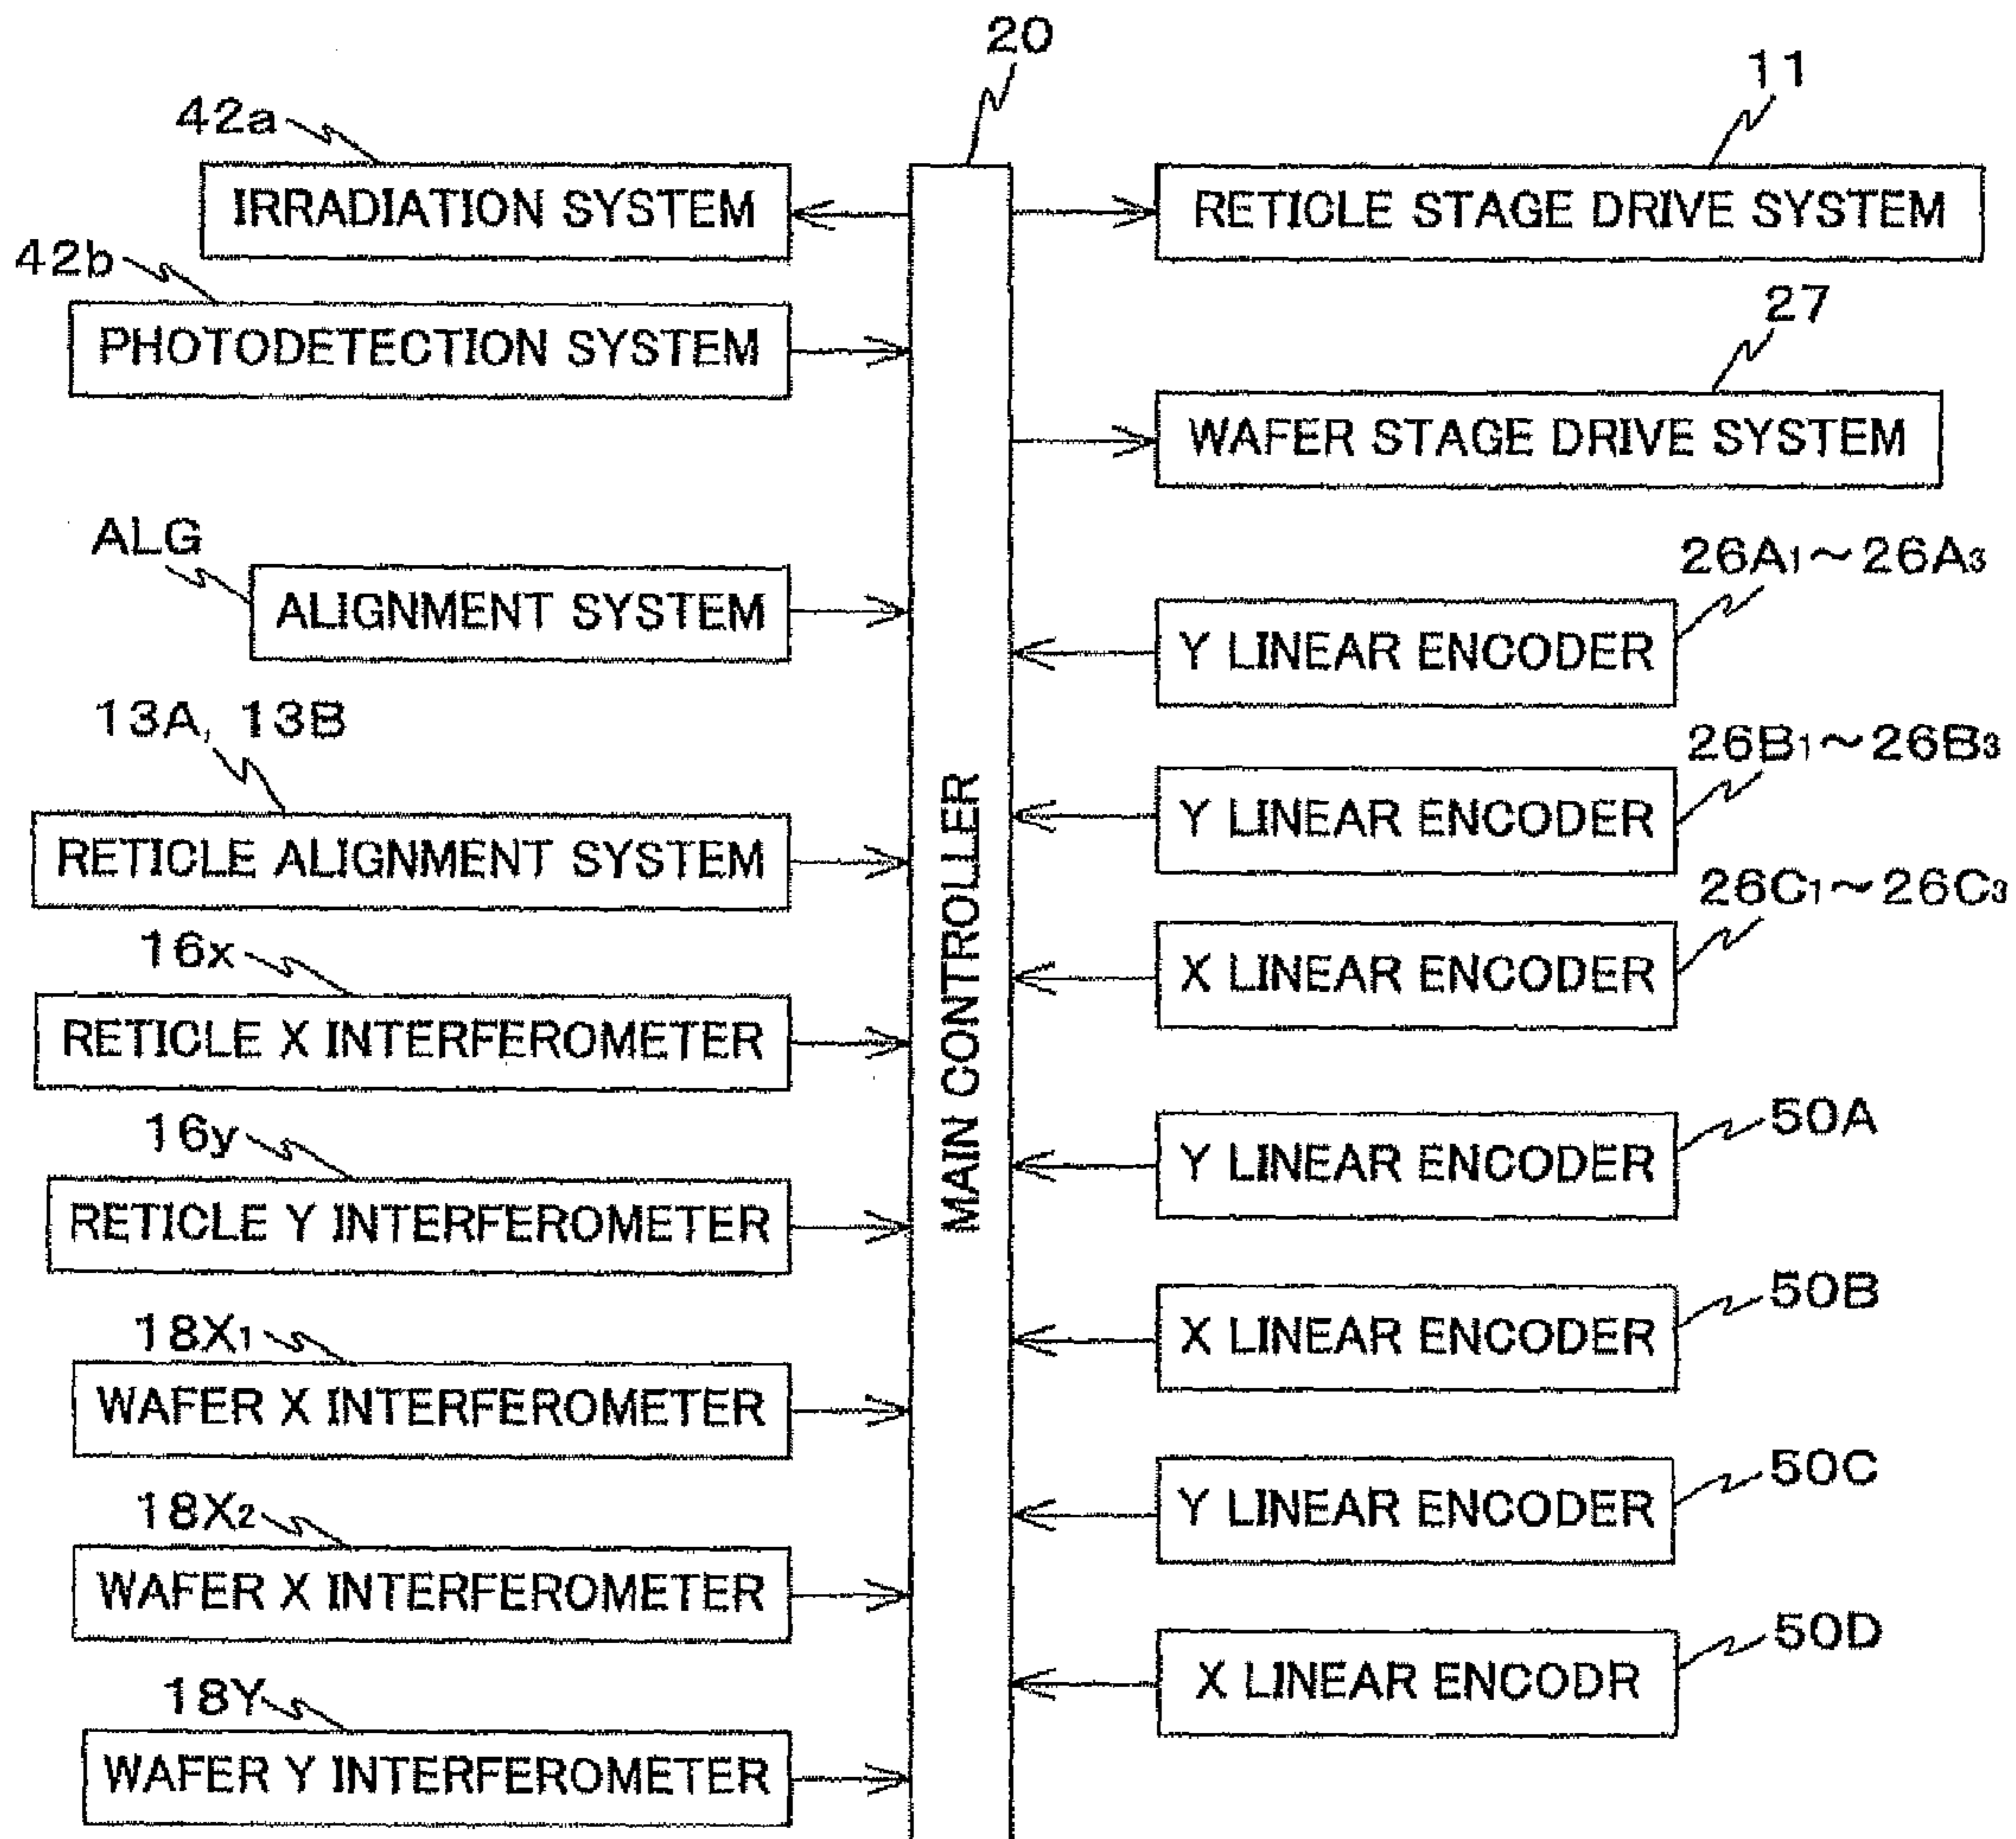 20
42a
IRRADIATION SYSTEM
42b
PHOTODETECTION SYSTEM
ALG
ALIGNMENT SYSTEM
13A, 13B
RETICLE ALIGNMENT SYSTEM
16x
RETICLE X INTERFEROMETER
16y
RETICLE Y INTERFEROMETER
18X1
WAFER X INTERFEROMETER
18X2
WAFER X INTERFEROMETER
18Y
WAFER Y INTERFEROMETER
MAIN CONTROLLER
11
RETICLE STAGE DRIVE SYSTEM
27
WAFER STAGE DRIVE SYSTEM
26A1~26A3
Y LINEAR ENCODER
26B1~26B3
Y LINEAR ENCODER
26C1~26C3
X LINEAR ENCODER
50A
Y LINEAR ENCODER
50B
X LINEAR ENCODER
50C
Y LINEAR ENCODER
50D
X LINEAR ENCODR